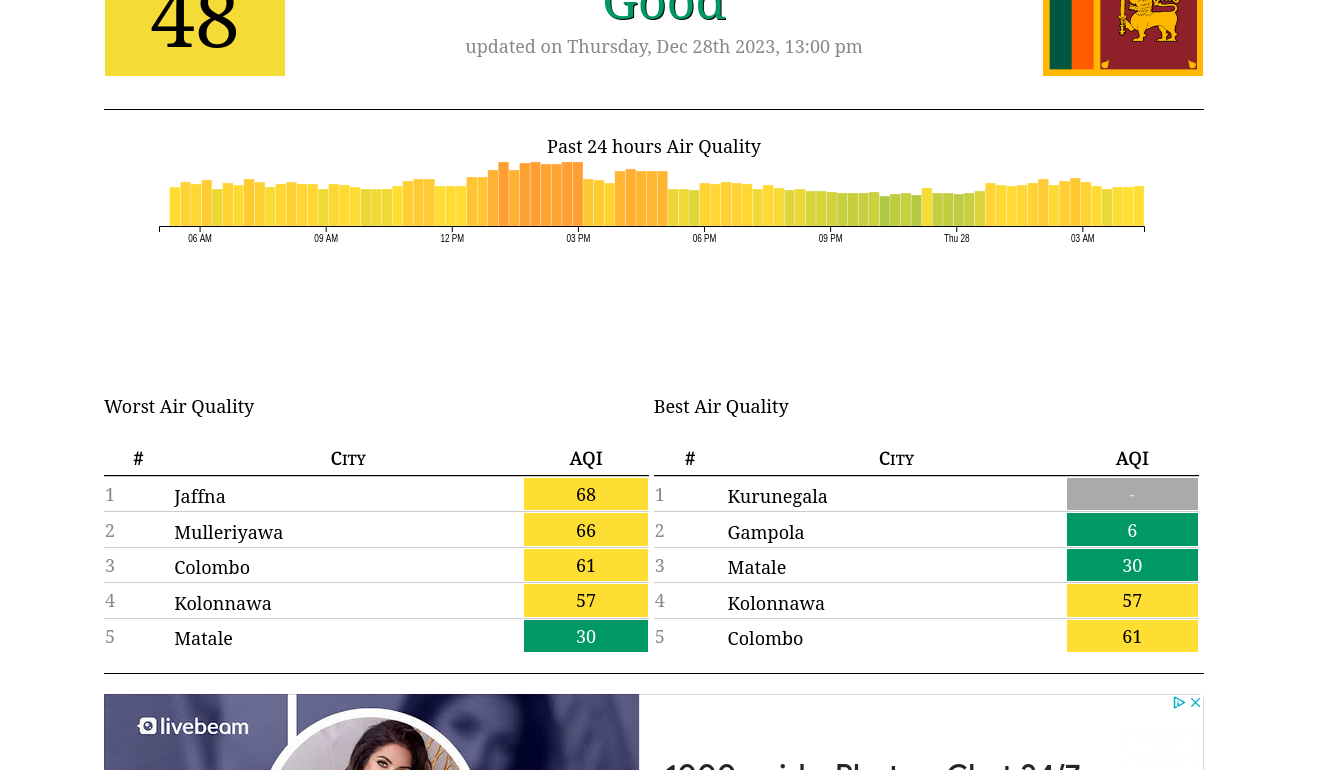 48
Good
updated on Thursday, Dec 28th 2023, 13:00 pm
Past 24 hours Air Quality
06 AM 09 AM 12 PM 03 PM 06 PM 09 PM Thu 28 03 AM
Worst Air Quality
# City AQI
1 Jaffna 68
2 Mulleriyawa 66
3 Colombo 61
4 Kolonnawa 57
5 Matale 30
Best Air Quality
# City AQI
1 Kurunegala -
2 Gampola 6
3 Matale 30
4 Kolonnawa 57
5 Colombo 61
livebeam